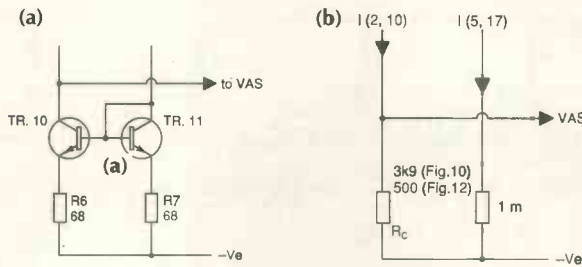 (a)
to VAS
TR. 10
TR. 11
(a)
R6
68
R7
68
–Ve
(b)
I (2, 10)
I (5, 17)
VAS
3k9 (Fig.10)
500 (Fig.12)
Rc
1 m
–Ve